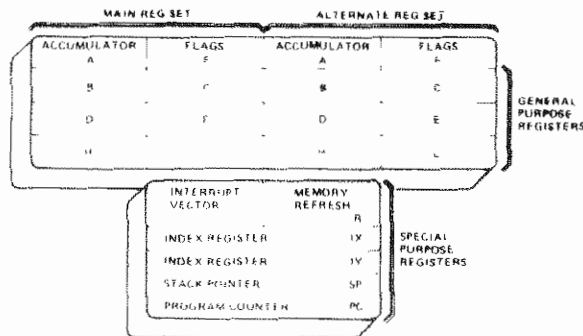 MAIN REG SET ALTERNATE REG SET
ACCUMULATOR FLAGS ACCUMULATOR FLAGS
A F A F
B C B C
D D E
H H L
GENERAL
PURPOSE
REGISTERS
INTERRUPT MEMORY
VECTOR REFRESH
R
INDEX REGISTER IX
INDEX REGISTER IY
STACK POINTER SP
PROGRAM COUNTER PC
SPECIAL
PURPOSE
REGISTERS